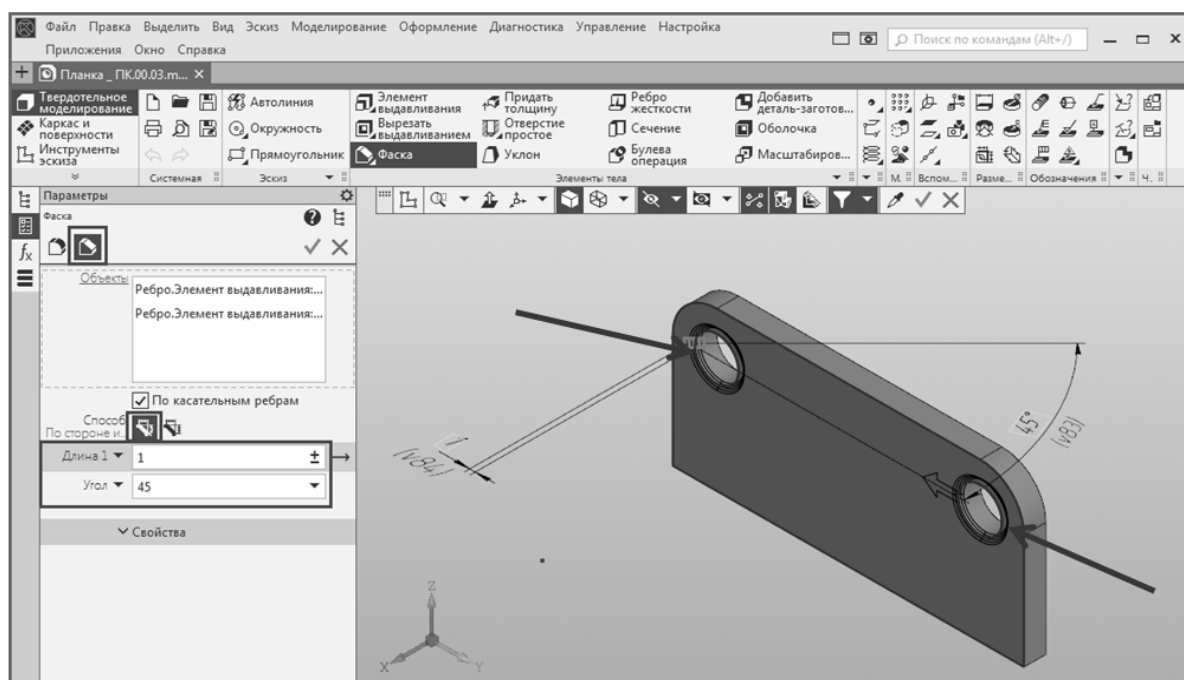 Файл Правка Выделить Вид Эскиз Моделирование Оформление Диагностика Управление Настройка
Приложения Окно Справка
Поиск по командам (Alt+/)
Планка _ ПК.00.03.m...
Твердотельное моделирование
Каркас и поверхности
Инструменты эскиза
Системная
Автолиния
Окружность
Прямоугольник
Эскиз
Элемент выдавливания
Вырезать выдавливанием
Фаска
Придать толщину
Отверстие простое
Уклон
Ребро жесткости
Сечение
Булева операция
Добавить деталь-заготов...
Оболочка
Масштабиров...
Элементы тела
М.
Вспом...
Разме...
Обозначения
Ч.
Параметры
Фаска
Объекты
Ребро.Элемент выдавливания:...
Ребро.Элемент выдавливания:...
По касательным ребрам
Способ
По стороне и..
Длина 1
1
Угол
45
Свойства
1
(v84)
45°
(v83)
Z
X
Y